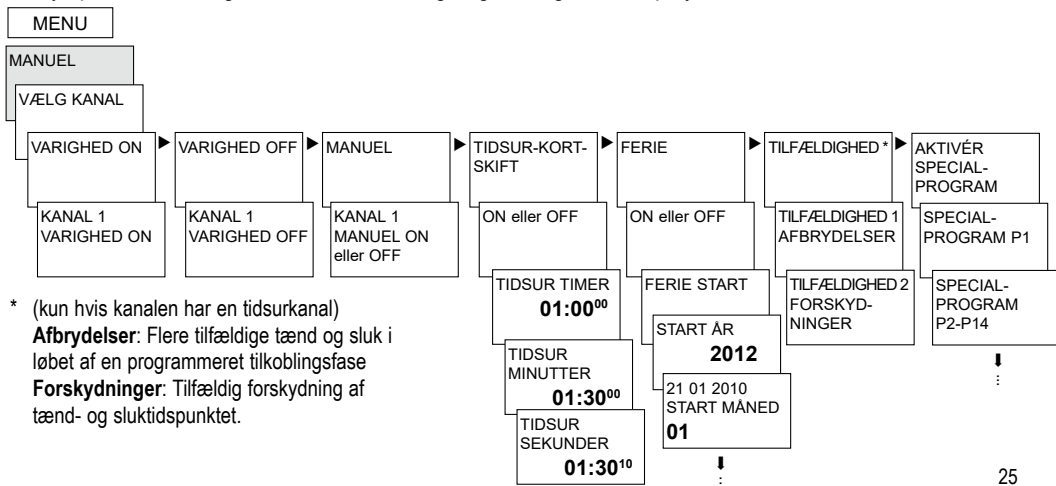 MENU
MANUEL
VÆLG KANAL
VARIGHED ON
KANAL 1
VARIGHED ON
VARIGHED OFF
KANAL 1
VARIGHED OFF
MANUEL
KANAL 1
MANUEL ON
eller OFF
TIDSUR-KORT-
SKIFT
ON eller OFF
TIDSUR TIMER
01:00⁰⁰
TIDSUR
MINUTTER
01:30⁰⁰
TIDSUR
SEKUNDER
01:30¹⁰
FERIE
ON eller OFF
FERIE START
START ÅR
2012
21 01 2010
START MÅNED
01
TILFÆLDIGHED *
TILFÆLDIGHED 1
AFBRYDELSER
TILFÆLDIGHED 2
FORSKYD-
NINGER
AKTIVÉR
SPECIAL-
PROGRAM
SPECIAL-
PROGRAM P1
SPECIAL-
PROGRAM
P2-P14
* (kun hvis kanalen har en tidsurkanal)
Afbrydelser: Flere tilfældige tænd og sluk i
løbet af en programmeret tilkoblingsfase
Forskydninger: Tilfældig forskydning af
tænd- og sluktidspunktet.
25